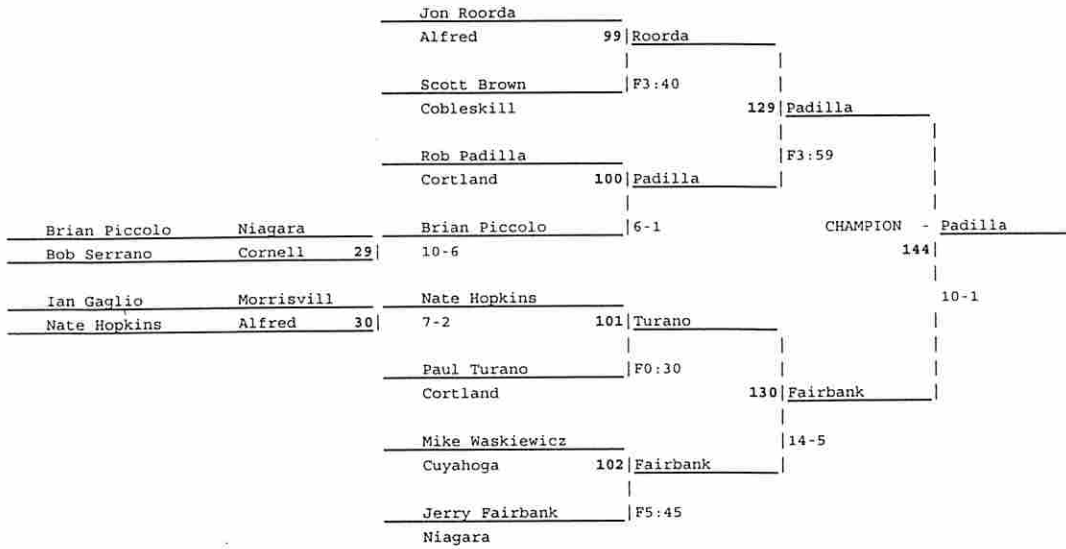 Jon Roorda
Alfred 99 Roorda
Scott Brown F3:40
Cobleskill 129 Padilla
Rob Padilla F3:59
Cortland 100 Padilla
Brian Piccolo Niagara Brian Piccolo 6-1 CHAMPION - Padilla
Bob Serrano Cornell 29 10-6 144
Ian Gaglio Morrisvill Nate Hopkins 10-1
Nate Hopkins Alfred 30 7-2 101 Turano
Paul Turano F0:30
Cortland 130 Fairbank
Mike Waskiewicz 14-5
Cuyahoga 102 Fairbank
Jerry Fairbank F5:45
Niagara